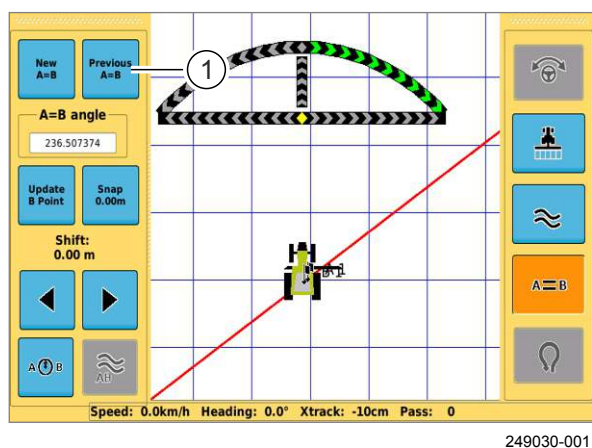 New
A=B
Previous
A=B
1
A=B angle
236.507374
Update
B Point
Snap
0.00m
Shift:
0.00 m
A B
AH
A=B
Speed: 0.0km/h Heading: 0.0° Xtrack: -10cm Pass: 0
249030-001